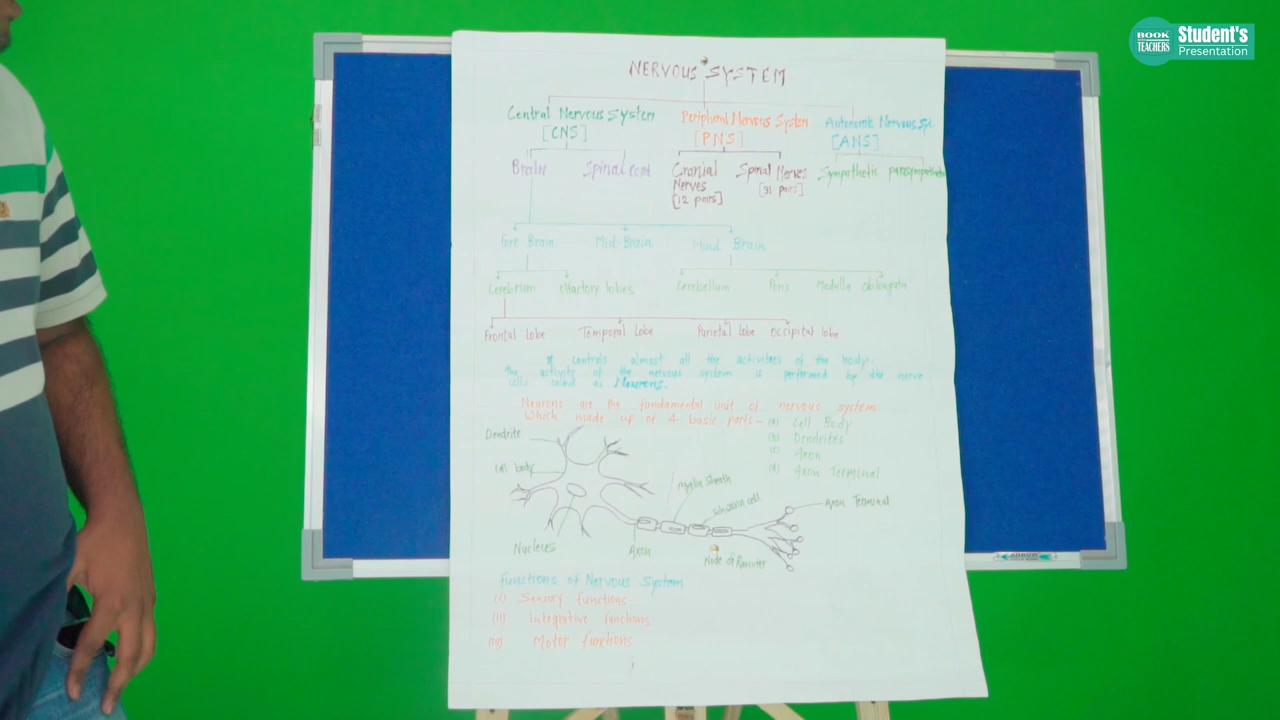 BOOK TEACHERS
Student's
Presentation
NERVOUS SYSTEM
Central Nervous System Peripheral Nervous System Autonomic Nervous
[CNS] [PNS] [ANS]
Brain Spinal cord Cranial Nerves [12 pairs] Spinal Nerves [31 pairs] Sympathetic parasympathetic
Fore Brain Mid-Brain Hind Brain
Cerebrum Olfactory lobes Cerebellum Pons Medulla oblongata
Frontal lobe Temporal lobe Parietal lobe Occipital lobe
* Controls almost all the activities of the body.
The activity of the nervous system is performed by the nerve
cells called as Neurons.
Neurons are the fundamental unit of nervous system
Which made up of 4 basic parts - (a) Cell Body
(b) Dendrites
(c) Axon
(d) Axon Terminal
Dendrite
Cell body
Myelin Sheath
Schwann cell
Axon Terminal
Nucleus
Axon
Node of Ranvier
Functions of Nervous System
(i) Sensory functions
(ii) Integrative functions
(iii) Motor functions